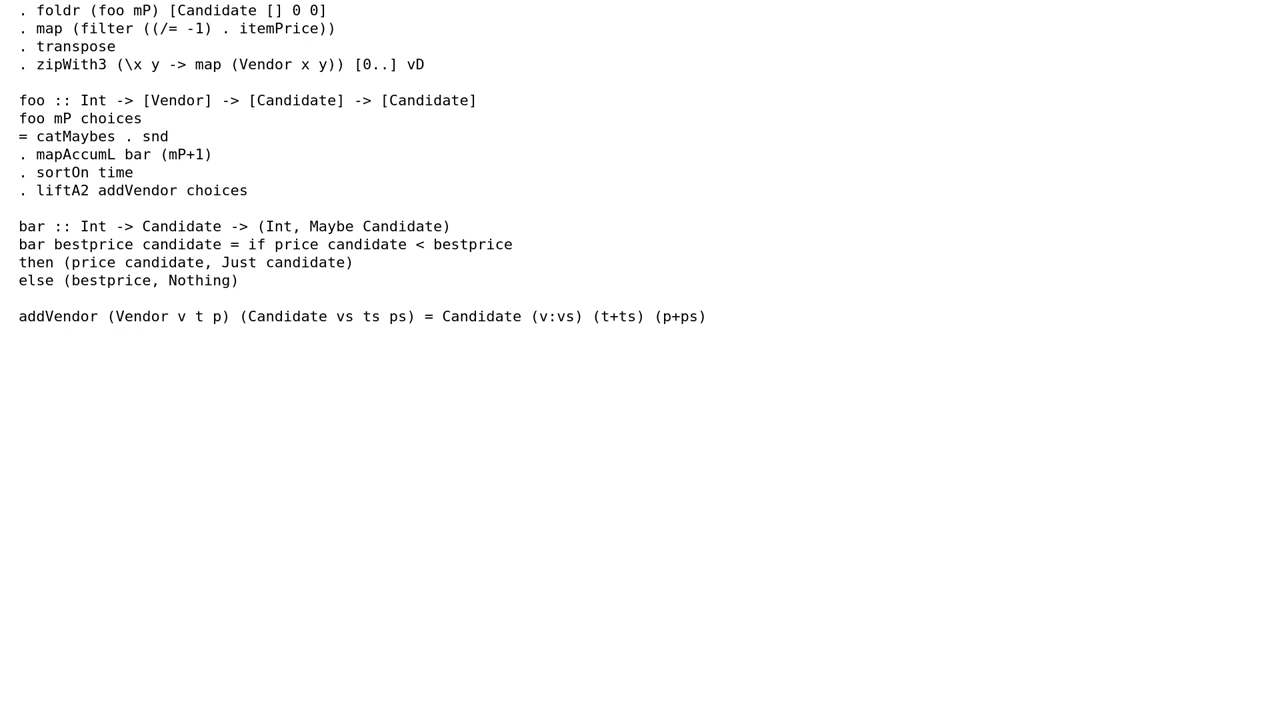 . foldr (foo mP) [Candidate [] 0 0]
. map (filter ((/= -1) . itemPrice))
. transpose
. zipWith3 (\x y -> map (Vendor x y)) [0..] vD
foo :: Int -> [Vendor] -> [Candidate] -> [Candidate]
foo mP choices
= catMaybes . snd
. mapAccumL bar (mP+1)
. sortOn time
. liftA2 addVendor choices
bar :: Int -> Candidate -> (Int, Maybe Candidate)
bar bestprice candidate = if price candidate < bestprice
then (price candidate, Just candidate)
else (bestprice, Nothing)
addVendor (Vendor v t p) (Candidate vs ts ps) = Candidate (v:vs) (t+ts) (p+ps)